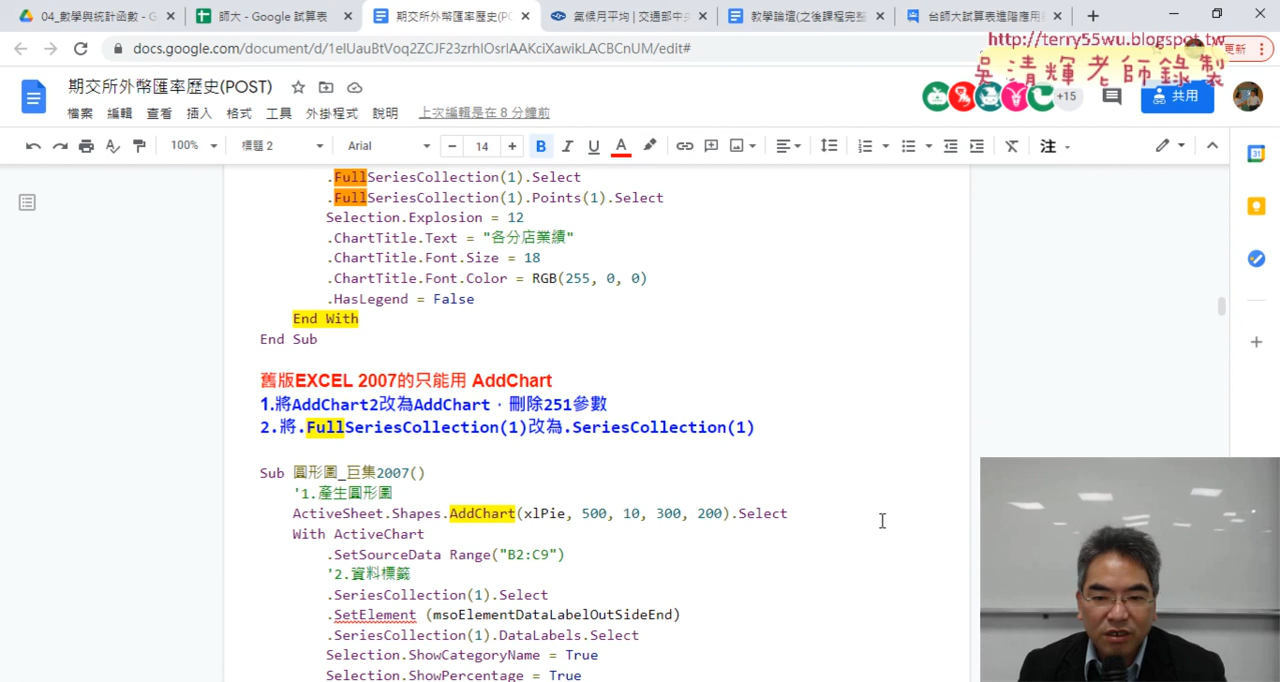 04_數學與統計函數 - G
師大 - Google 試算表
期交所外幣匯率歷史(POST)
氣候月平均 | 交通部中央
教學論壇(之後課程完整
台師大試算表進階應用
docs.google.com/document/d/1elUauBtVoq2ZCJF23zrhlOsrlAAKciXawikLACBCnUM/edit#
http://terry55wu.blogspot.tw
更新
吳清輝老師錄製
期交所外幣匯率歷史(POST)
+15
共用
檔案 編輯 查看 插入 格式 工具 外掛程式 說明 上次編輯是在 8 分鐘前
100% 標題 2 Arial 14 B I U A 注
31
.FullSeriesCollection(1).Select
.FullSeriesCollection(1).Points(1).Select
Selection.Explosion = 12
.ChartTitle.Text = "各分店業績"
.ChartTitle.Font.Size = 18
.ChartTitle.Font.Color = RGB(255, 0, 0)
.HasLegend = False
End With
End Sub
舊版EXCEL 2007的只能用 AddChart
1.將AddChart2改為AddChart，刪除251參數
2.將.FullSeriesCollection(1)改為.SeriesCollection(1)
Sub 圓形圖_巨集2007()
'1.產生圓形圖
ActiveSheet.Shapes.AddChart(xlPie, 500, 10, 300, 200).Select
With ActiveChart
.SetSourceData Range("B2:C9")
'2.資料標籤
.SeriesCollection(1).Select
.SetElement (msoElementDataLabelOutSideEnd)
.SeriesCollection(1).DataLabels.Select
Selection.ShowCategoryName = True
Selection.ShowPercentage = True